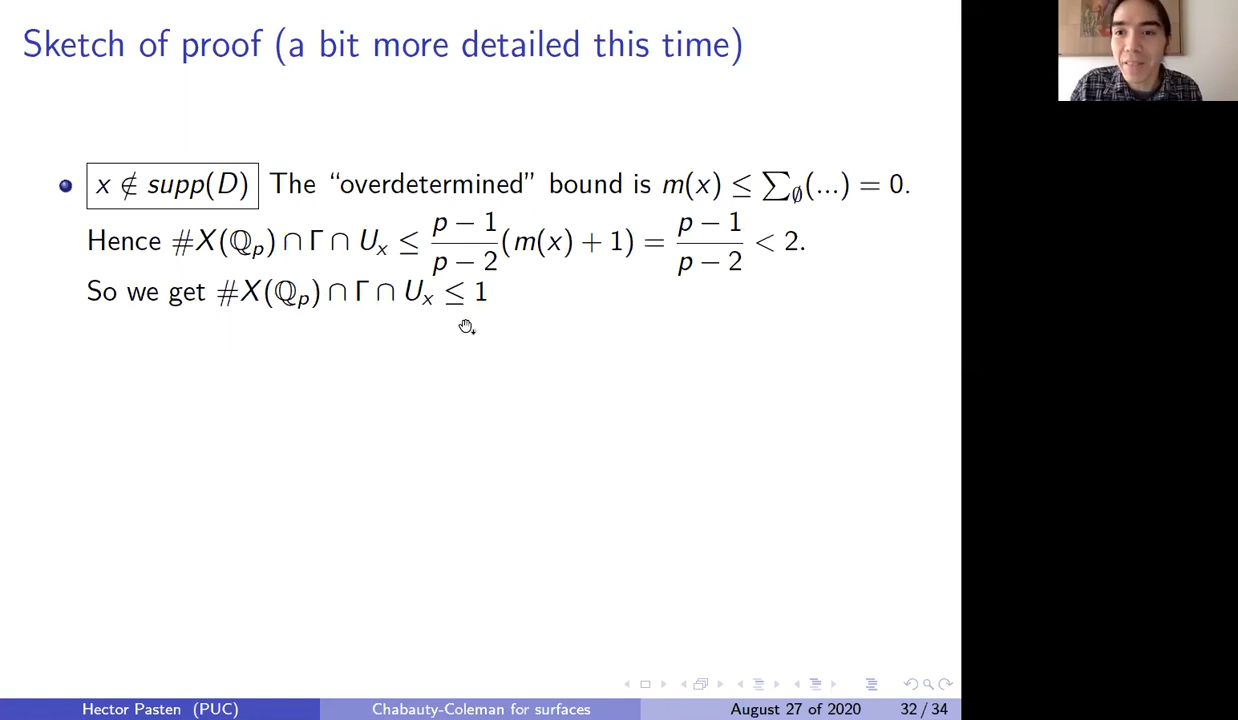 Sketch of proof (a bit more detailed this time)
x ∉ supp(D) The “overdetermined” bound is m(x) ≤ ∑_∅(...) = 0.
Hence #X(ℚ_p) ∩ Γ ∩ U_x ≤ \frac{p − 1}{p − 2}(m(x) + 1) = \frac{p − 1}{p − 2} < 2.
So we get #X(ℚ_p) ∩ Γ ∩ U_x ≤ 1
Hector Pasten (PUC) Chabauty-Coleman for surfaces August 27 of 2020 32 / 34